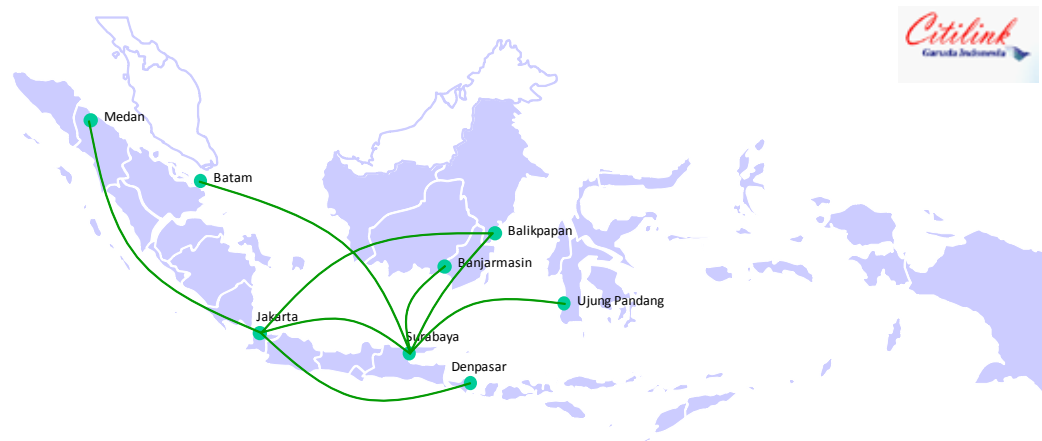 Citilink
Garuda Indonesia
Medan
Batam
Balikpapan
Banjarmasin
Ujung Pandang
Jakarta
Surabaya
Denpasar